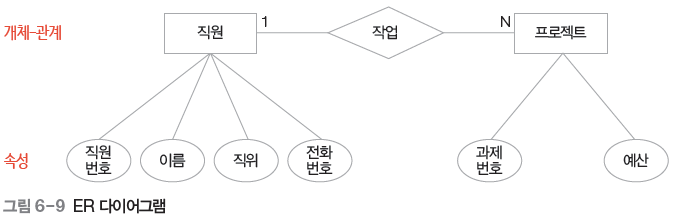 개체-관계
직원
1
작업
N
프로젝트
속성
직원
번호
이름
직위
전화
번호
과제
번호
예산
그림 6-9 ER 다이어그램